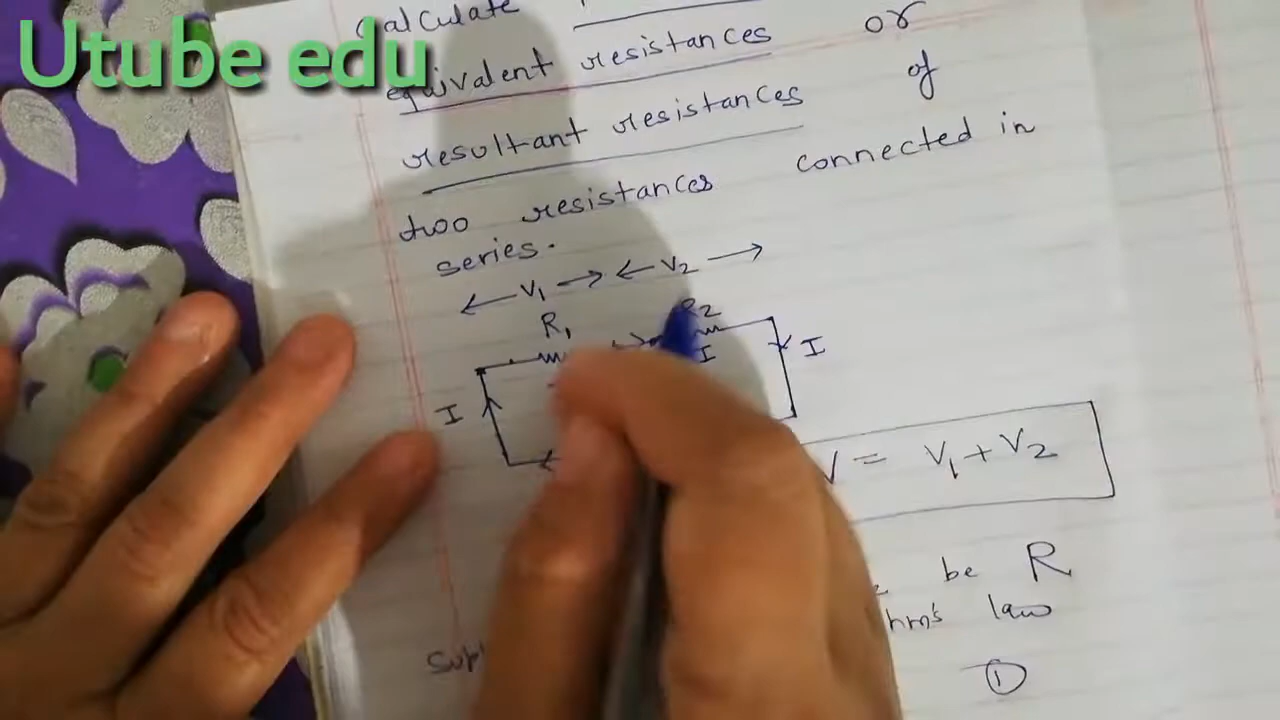 Utube edu
calculate
equivalent resistances or
resultant resistances of
two resistances connected in
series.
V1 V2
R1 R2
I I I
V = V1 + V2
be R
law
1